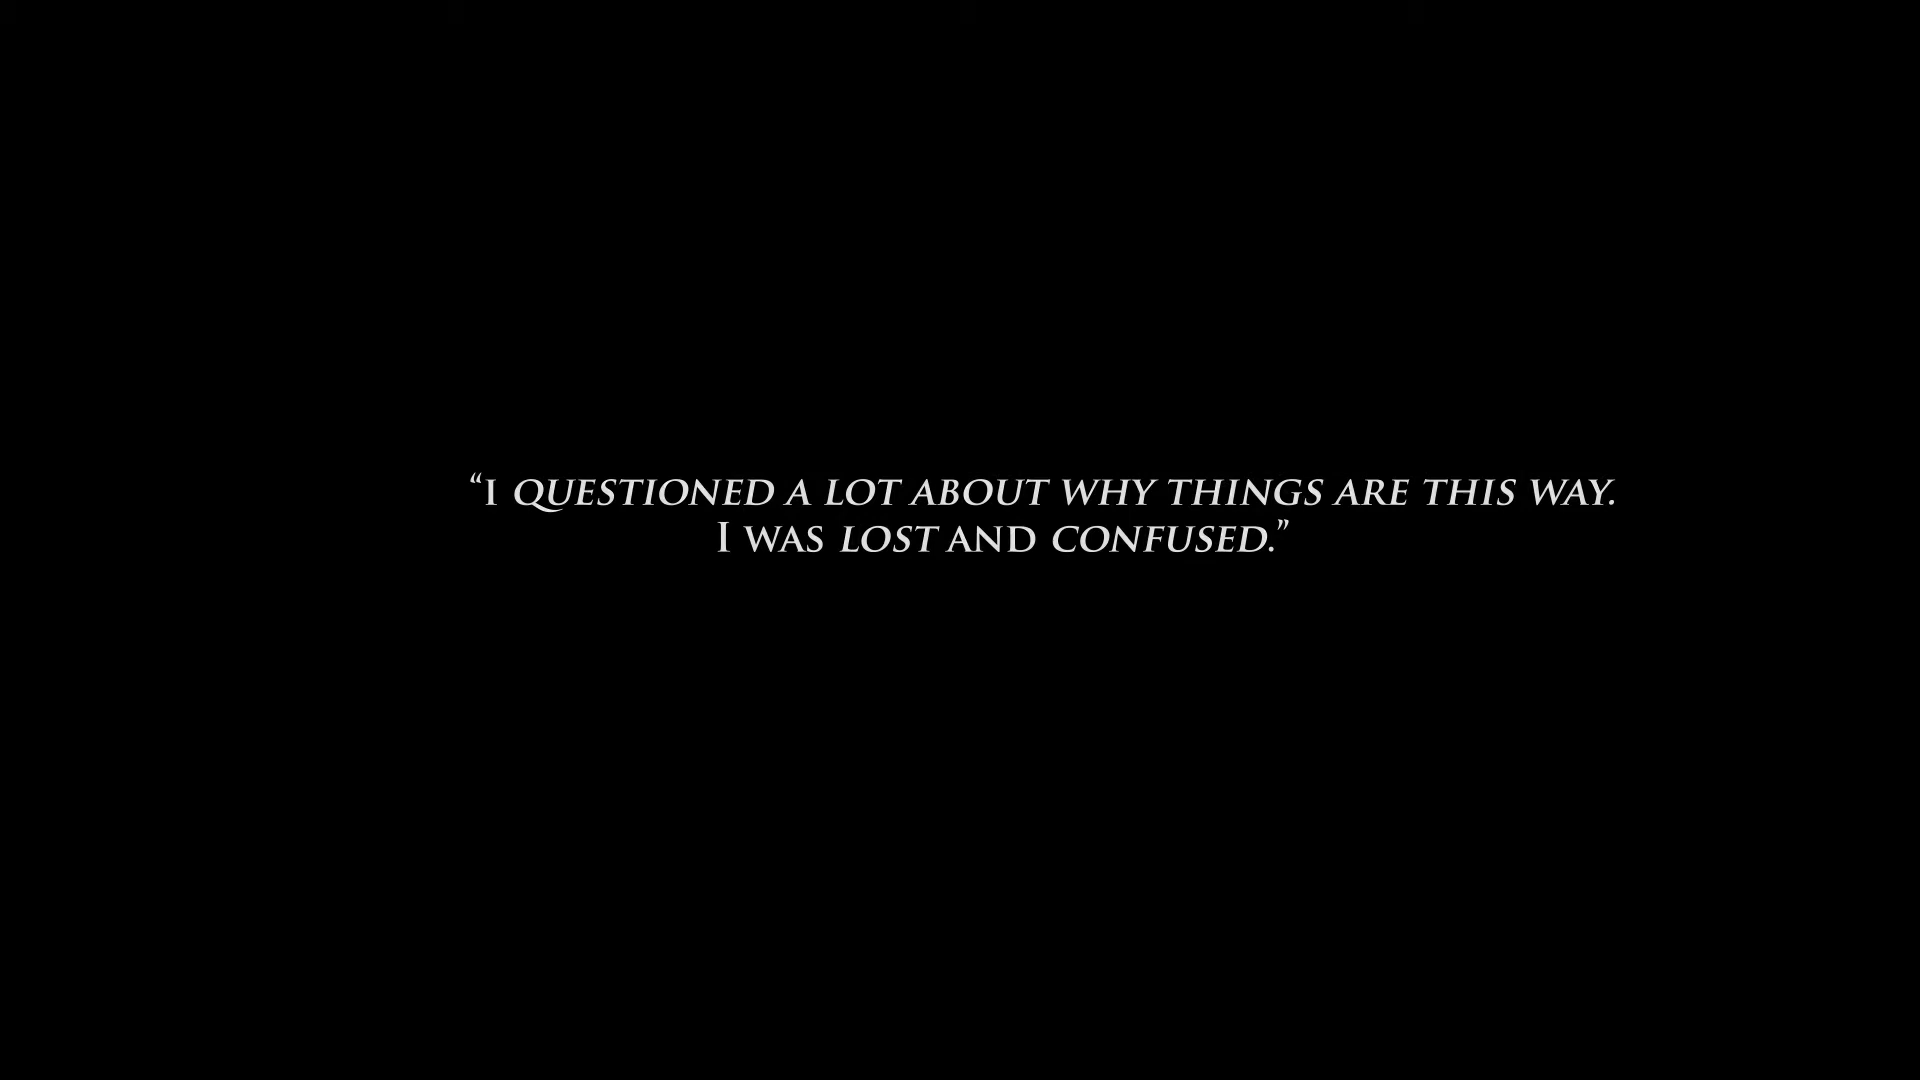 “I QUESTIONED A LOT ABOUT WHY THINGS ARE THIS WAY.
I WAS LOST AND CONFUSED.”